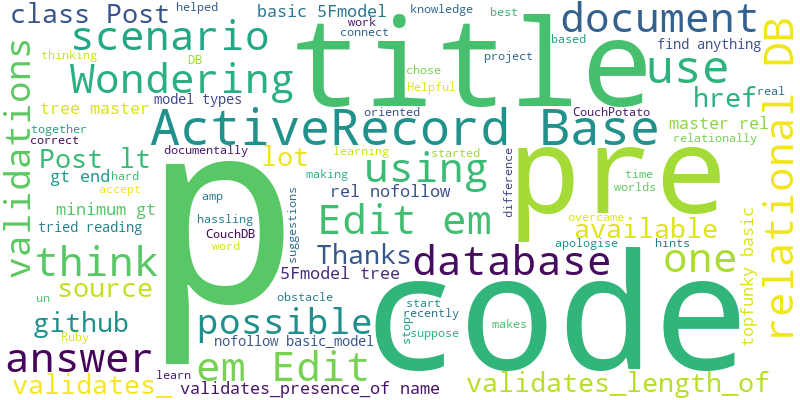 class Post
helped
basic 5Fmodel
knowledge
best
document
work
connect
based
find anything
scenario
title
thinking
DB
chose
project
use
Wondering
model types
Helpful
href
real
relational DB
validations
tree master
oriented
CouchPotato
master rel
together
correct
ActiveRecord Base
relationally
documentally
Post lt
lot
learning
started
p
pre
using
time
gt end
hard
making
accept
rel nofollow
difference
worlds
amp
suggestions
minimum gt
tried reading
hassling
Edit em
overcame
available
CouchDB
word
think
Thanks
apologise
hints
topfunky basic
database
one
5Fmodel tree
source
code
un
obstacle
start
recently
github
possible
stop
suppose
makes
Ruby
nofollow basic_model
answer
em Edit
learn
validates_
validates_presence_of name
validates_length_of